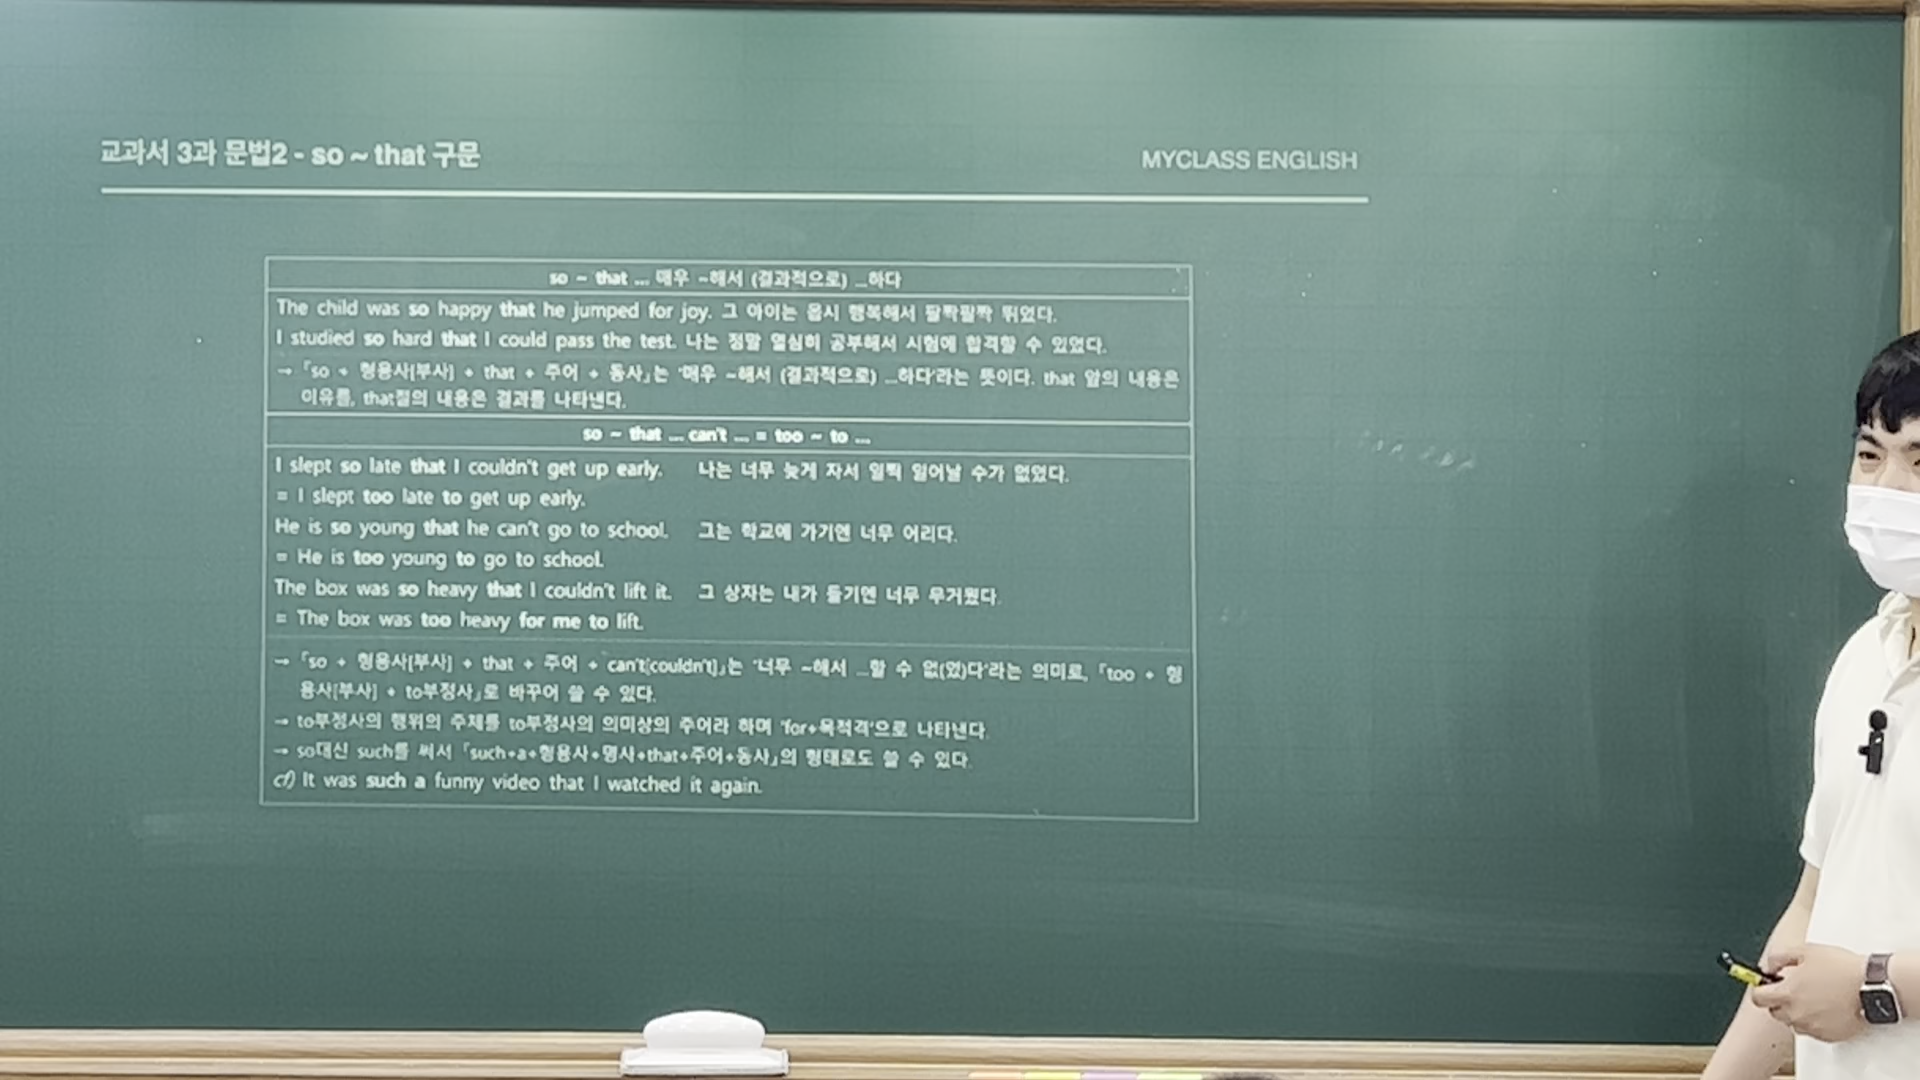 교과서 3과 문법2 - so ~ that 구문
MYCLASS ENGLISH
so ~ that ... 매우 ~해서 (결과적으로) ...하다
The child was so happy that he jumped for joy. 그 아이는 몹시 행복해서 팔짝팔짝 뛰었다.
I studied so hard that I could pass the test. 나는 정말 열심히 공부해서 시험에 합격할 수 있었다.
→ 「so + 형용사[부사] + that + 주어 + 동사」는 '매우 ~해서 (결과적으로) ...하다'라는 뜻이다. that 앞의 내용은
이유를, that절의 내용은 결과를 나타낸다.
so ~ that ... can't ... = too ~ to ...
I slept so late that I couldn't get up early. 나는 너무 늦게 자서 일찍 일어날 수가 없었다.
= I slept too late to get up early.
He is so young that he can't go to school. 그는 학교에 가기엔 너무 어리다.
= He is too young to go to school.
The box was so heavy that I couldn't lift it. 그 상자는 내가 들기엔 너무 무거웠다.
= The box was too heavy for me to lift.
→ 「so + 형용사[부사] + that + 주어 + can't[couldn't]」는 '너무 ~해서 ...할 수 없(었)다'라는 의미로, 「too + 형
용사[부사] + to부정사」로 바꾸어 쓸 수 있다.
→ to부정사의 행위의 주체를 to부정사의 의미상의 주어라 하며 'for+목적격'으로 나타낸다.
→ so대신 such를 써서 「such+a+형용사+명사+that+주어+동사」의 형태로도 쓸 수 있다.
cf) It was such a funny video that I watched it again.